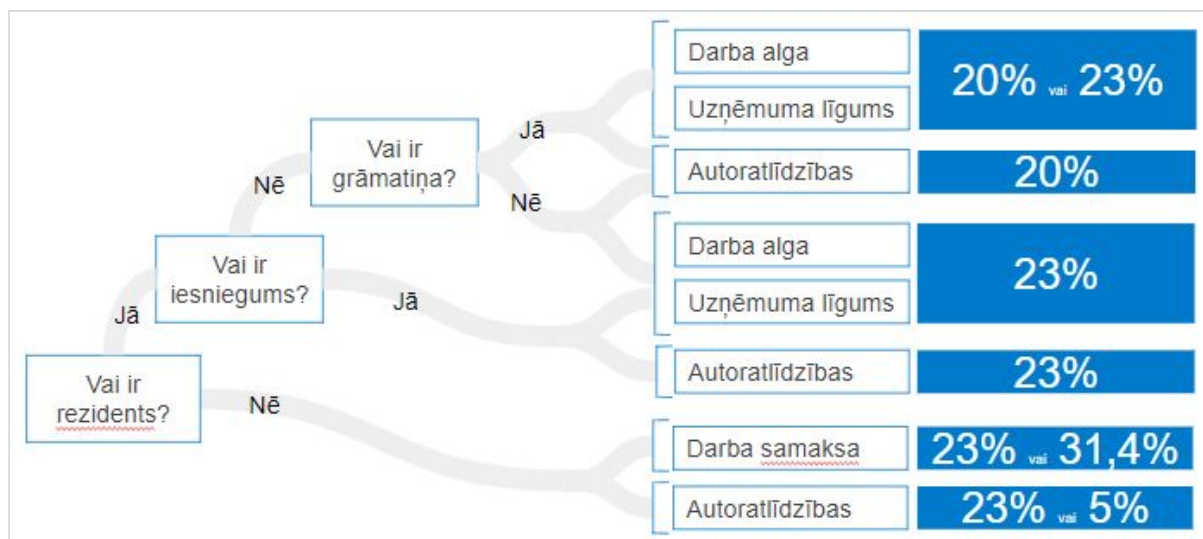 Darba alga
Uzņēmuma līgums
20% vai 23%
Jā
Vai ir
grāmatiņa?
Nē
Nē
Autoratlīdzības
20%
Vai ir
iesniegums?
Jā
Darba alga
Uzņēmuma līgums
23%
Jā
Autoratlīdzības
23%
Vai ir
rezidents?
Nē
Darba samaksa
23% vai 31,4%
Autoratlīdzības
23% vai 5%